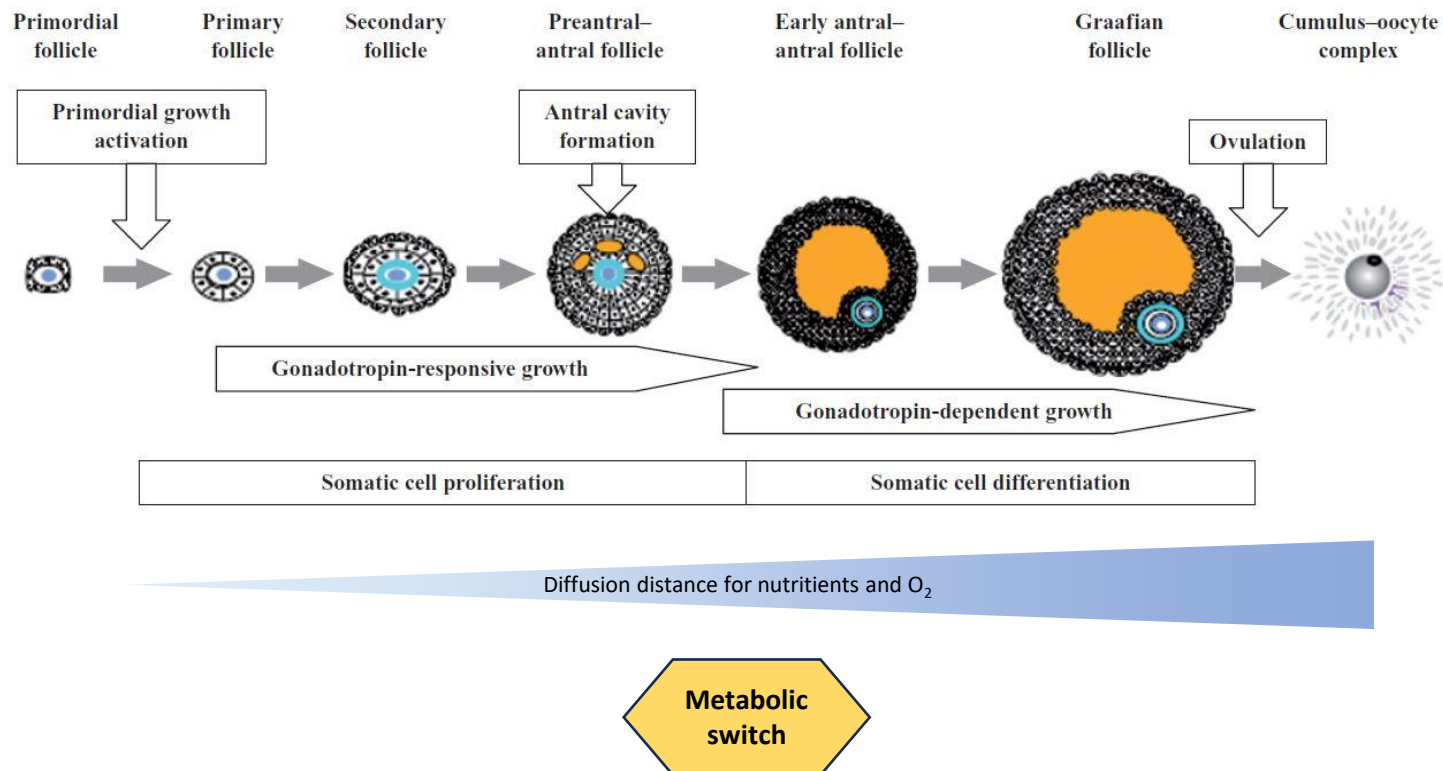 Primordial
follicle
Primary
follicle
Secondary
follicle
Preantral–
antral follicle
Early antral–
antral follicle
Graafian
follicle
Cumulus–oocyte
complex
Primordial growth
activation
Antral cavity
formation
Ovulation
Gonadotropin-responsive growth
Gonadotropin-dependent growth
Somatic cell proliferation
Somatic cell differentiation
Diffusion distance for nutritients and O₂
Metabolic
switch